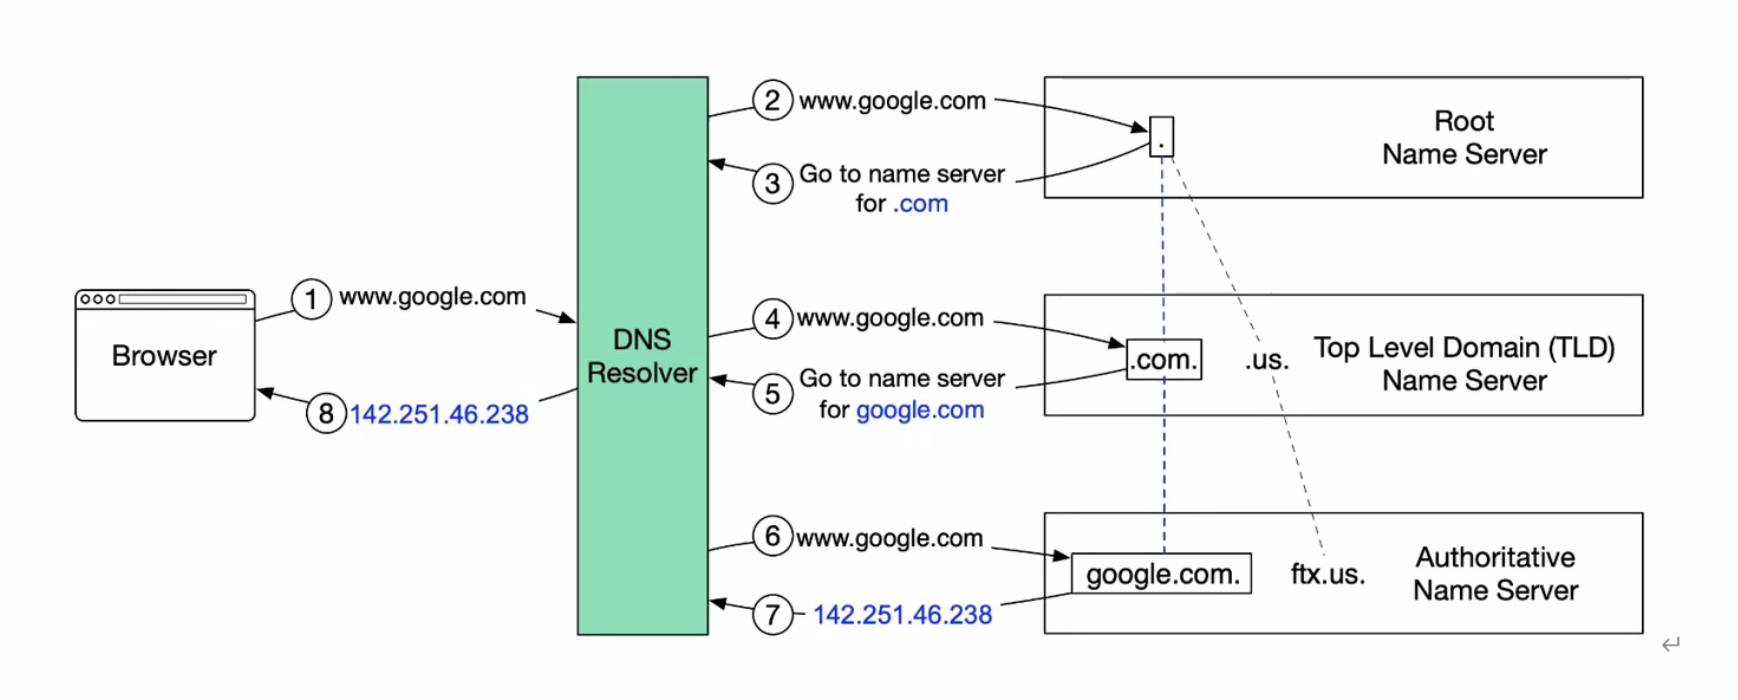 2 www.google.com
Root
Name Server
.
3 Go to name server
for .com
1 www.google.com
Browser
8 142.251.46.238
DNS
Resolver
4 www.google.com
.com.
.us.
Top Level Domain (TLD)
Name Server
5 Go to name server
for google.com
6 www.google.com
google.com.
ftx.us.
Authoritative
Name Server
7 142.251.46.238